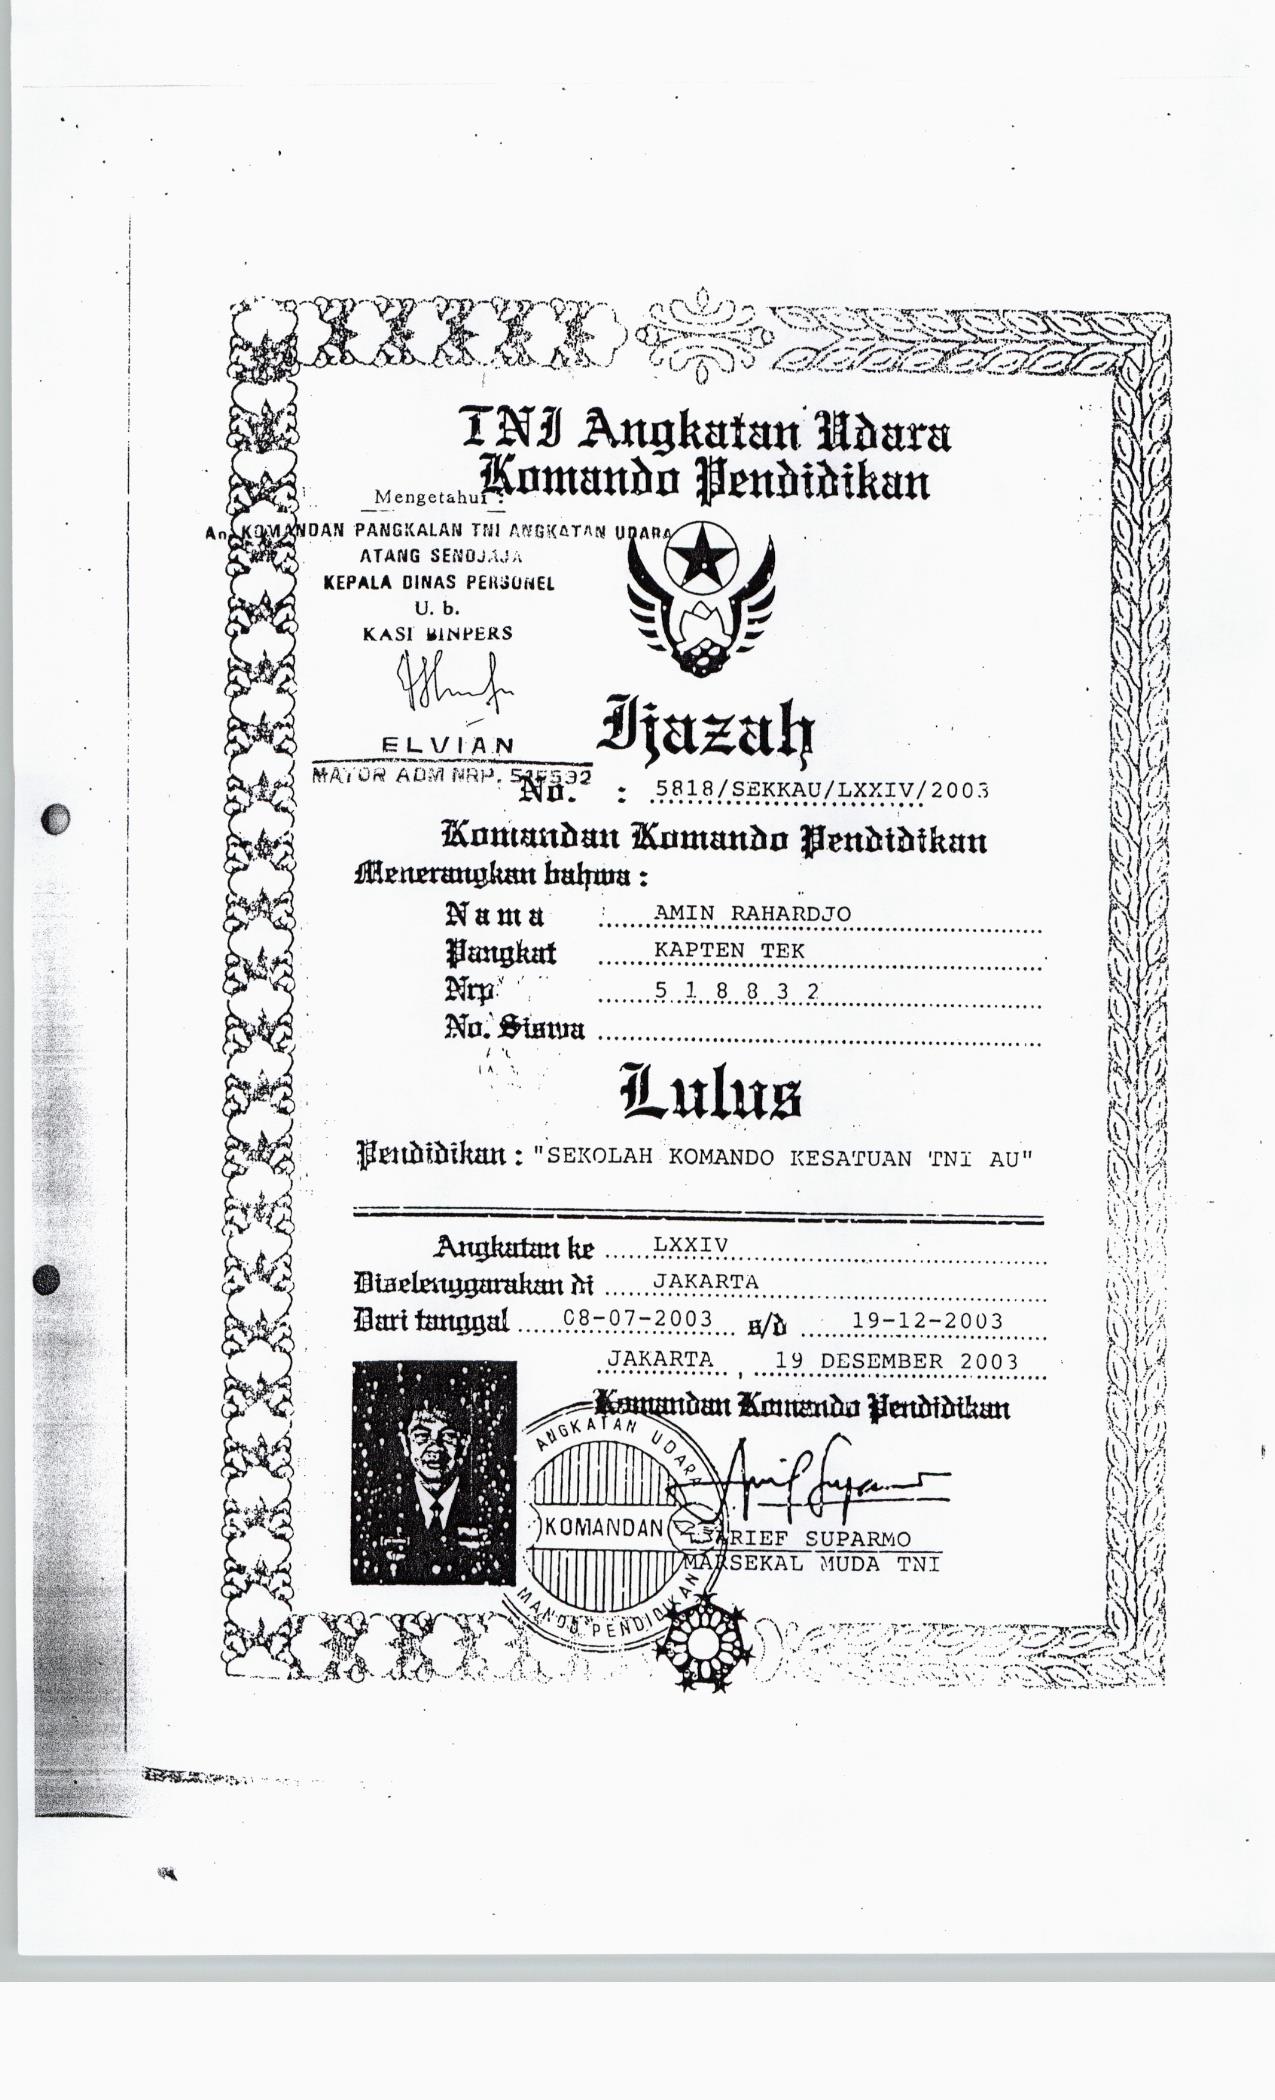 TNI Angkatan Udara
Komando Pendidikan
Mengetahui :
An. KOMANDAN PANGKALAN TNI ANGKATAN UDARA
ATANG SENDJAJA
KEPALA DINAS PERSONEL
U. b.
KASI BINPERS
ELVIAN
MAYOR ADM NRP.
Ijazah
No. : 5818/SEKKAU/LXXIV/2003
Komandan Komando Pendidikan
Menerangkan bahwa :
Nama : AMIN RAHARDJO
Pangkat KAPTEN TEK
Nrp 5 1 8 8 3 2
No. Siswa
Lulus
Pendidikan : "SEKOLAH KOMANDO KESATUAN TNI AU"
Angkatan ke LXXIV
Diselenggarakan di JAKARTA
Dari tanggal 08-07-2003 s/d 19-12-2003
JAKARTA , 19 DESEMBER 2003
Komandan Komando Pendidikan
ANGKATAN UDARA
KOMANDAN
MANDO PENDIDIKAN
ARIEF SUPARMO
MARSEKAL MUDA TNI